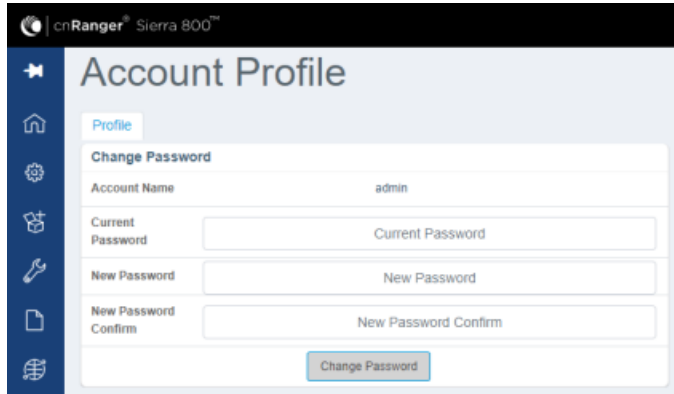 cnRanger® Sierra 800™
Account Profile
Profile
Change Password
Account Name admin
Current
Password
Current Password
New Password New Password
New Password
Confirm
New Password Confirm
Change Password